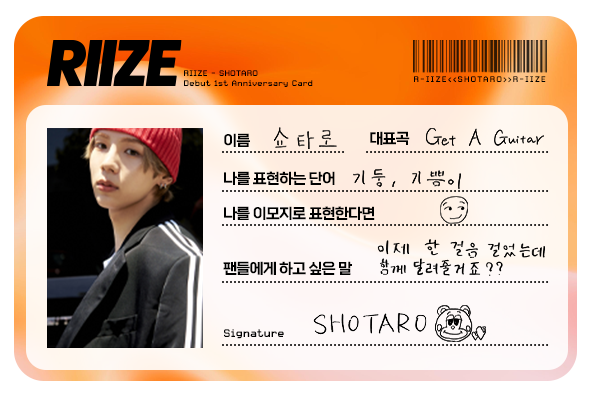 RIIZE
RIIZE - SHOTARO
Debut 1st Anniversary Card
R-IIZE<<SHOTARO>>R-IIZE
이름 쇼타로 대표곡 Get A Guitar
나를 표현하는 단어 기둥, 기쁨이
나를 이모지로 표현한다면
이제 한 걸음 걸었는데
팬들에게 하고 싶은 말 함께 달려줄거죠??
Signature SHOTARO